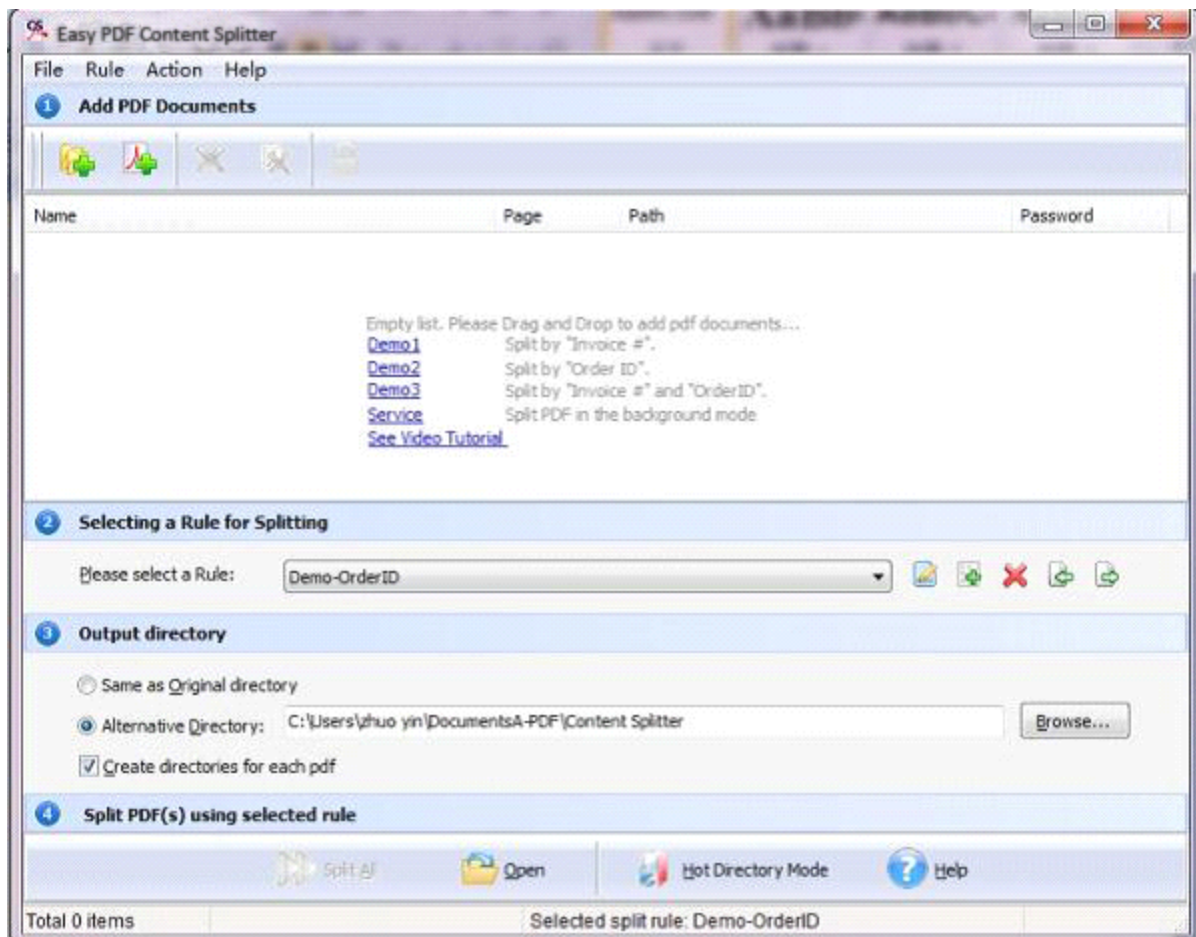 Easy PDF Content Splitter
File Rule Action Help
1 Add PDF Documents
Name Page Path Password
Empty list. Please Drag and Drop to add pdf documents...
Demo1 Split by "Invoice #".
Demo2 Split by "Order ID".
Demo3 Split by "Invoice #" and "OrderID".
Service Split PDF in the background mode
See Video Tutorial
2 Selecting a Rule for Splitting
Please select a Rule: Demo-OrderID
3 Output directory
Same as Original directory
Alternative Directory: C:\Users\zhuo yin\DocumentsA-PDF\Content Splitter Browse...
Create directories for each pdf
4 Split PDF(s) using selected rule
Split All Open Hot Directory Mode Help
Total 0 items Selected split rule: Demo-OrderID